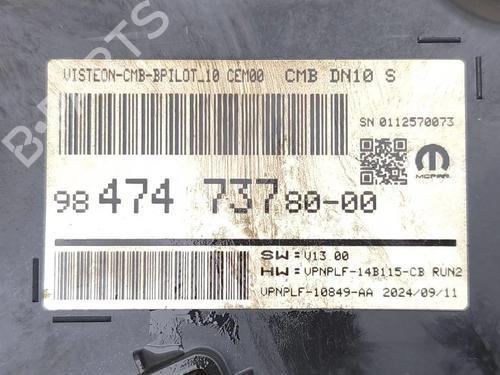 VISTEON-CMB-BPILOT_10 CEM00 CMB DN10 S
SN 0112570073
MOPAR
98 474 737 80-00
SW:V13.00
HW:VPNPLF-14B115-CB RUN2
VPNPLF-10849-AA 2024/09/11
B-PARTS